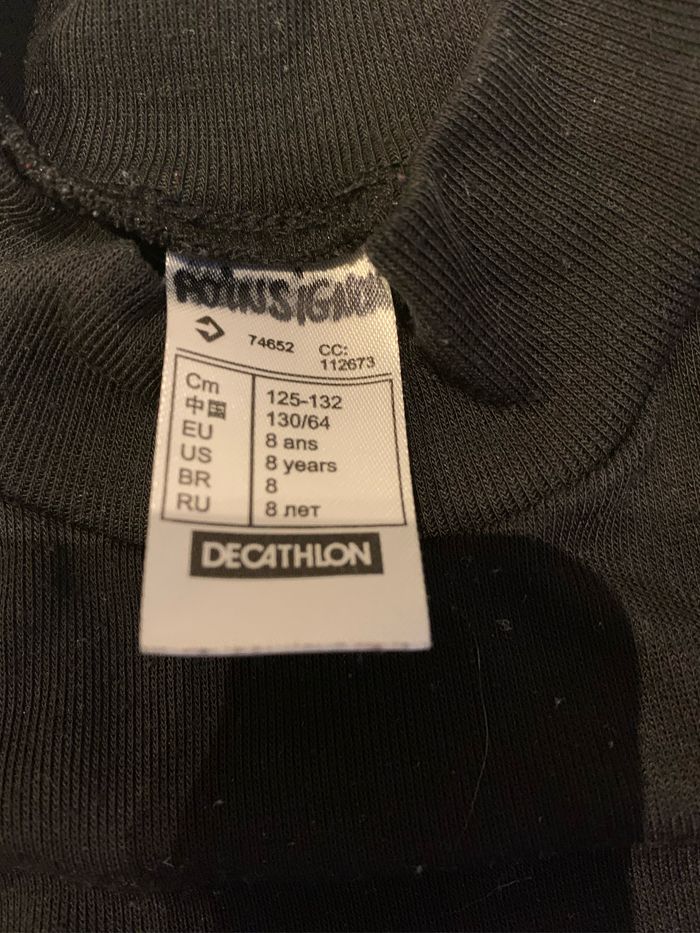 POINSIGNON
74652 CC:
112673
Cm 125-132
中国 130/64
EU 8 ans
US 8 years
BR 8
RU 8 лет
DECATHLON